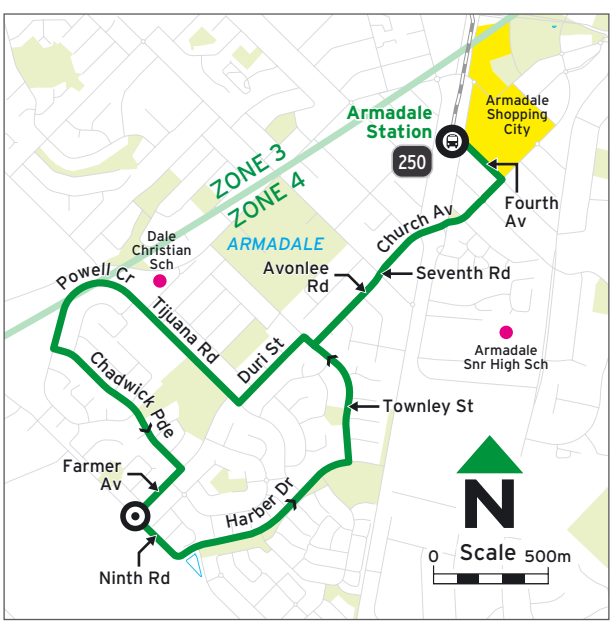 Armadale
Station
250
Armadale
Shopping
City
Fourth
Av
ZONE 3
ZONE 4
Church Av
Dale
Christian
Sch
ARMADALE
Avonlee
Rd
Seventh Rd
Powell Cr
Tijuana Rd
Duri St
Armadale
Snr High Sch
Chadwick Pde
Townley St
Farmer
Av
Harber Dr
Ninth Rd
N
0 Scale 500m